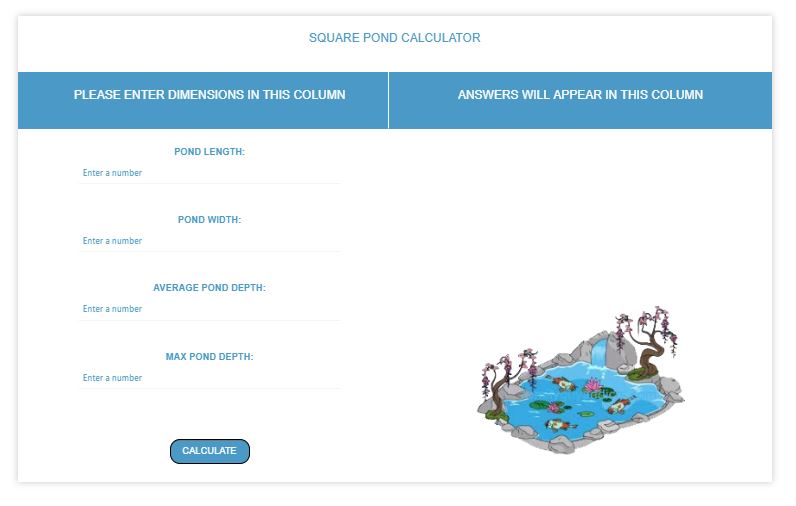 SQUARE POND CALCULATOR
PLEASE ENTER DIMENSIONS IN THIS COLUMN
ANSWERS WILL APPEAR IN THIS COLUMN
POND LENGTH:
Enter a number
POND WIDTH:
Enter a number
AVERAGE POND DEPTH:
Enter a number
MAX POND DEPTH:
Enter a number
CALCULATE